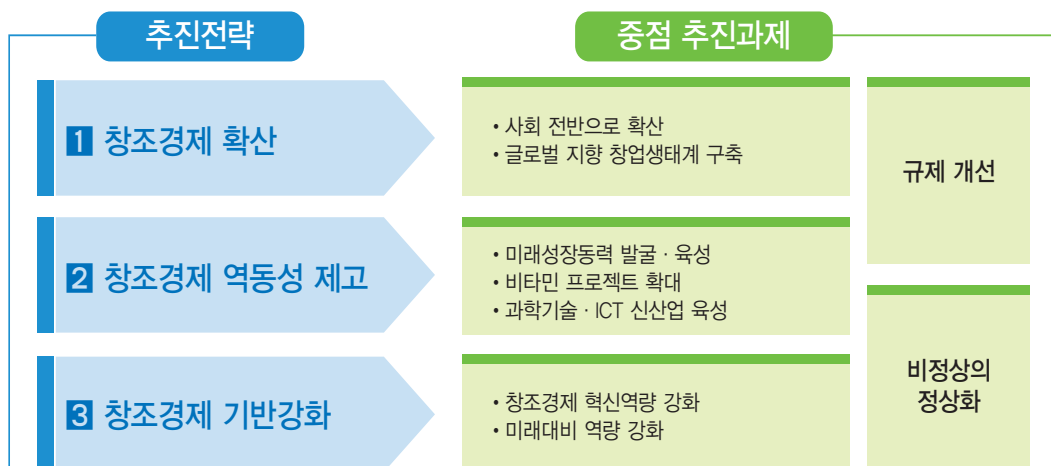 추진전략
중점 추진과제
1 창조경제 확산
• 사회 전반으로 확산
• 글로벌 지향 창업생태계 구축
규제 개선
2 창조경제 역동성 제고
• 미래성장동력 발굴 · 육성
• 비타민 프로젝트 확대
• 과학기술 · ICT 신산업 육성
비정상의
정상화
3 창조경제 기반강화
• 창조경제 혁신역량 강화
• 미래대비 역량 강화